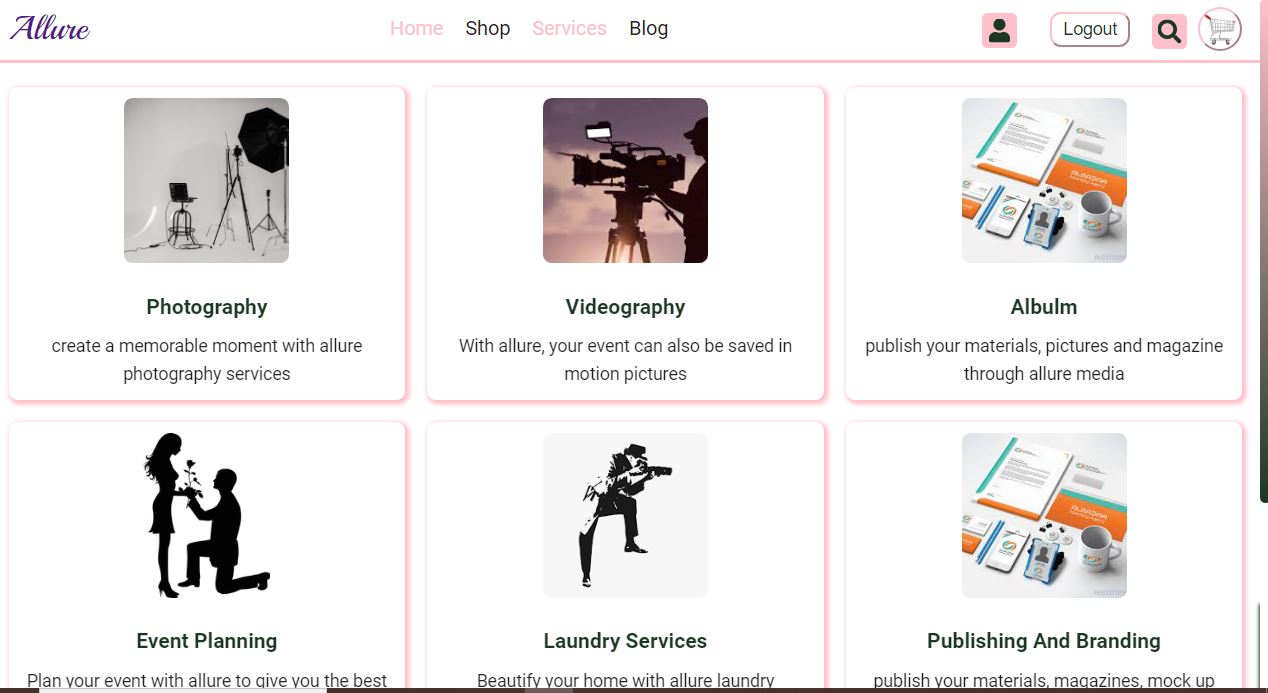 Allure
Home Shop Services Blog
Logout
ALBADAR
Photography
create a memorable moment with allure
photography services
Videography
With allure, your event can also be saved in
motion pictures
Albulm
publish your materials, pictures and magazine
through allure media
Event Planning
Plan your event with allure to give you the best
Laundry Services
Beautify your home with allure laundry
Publishing And Branding
publish your materials, magazines, mock up